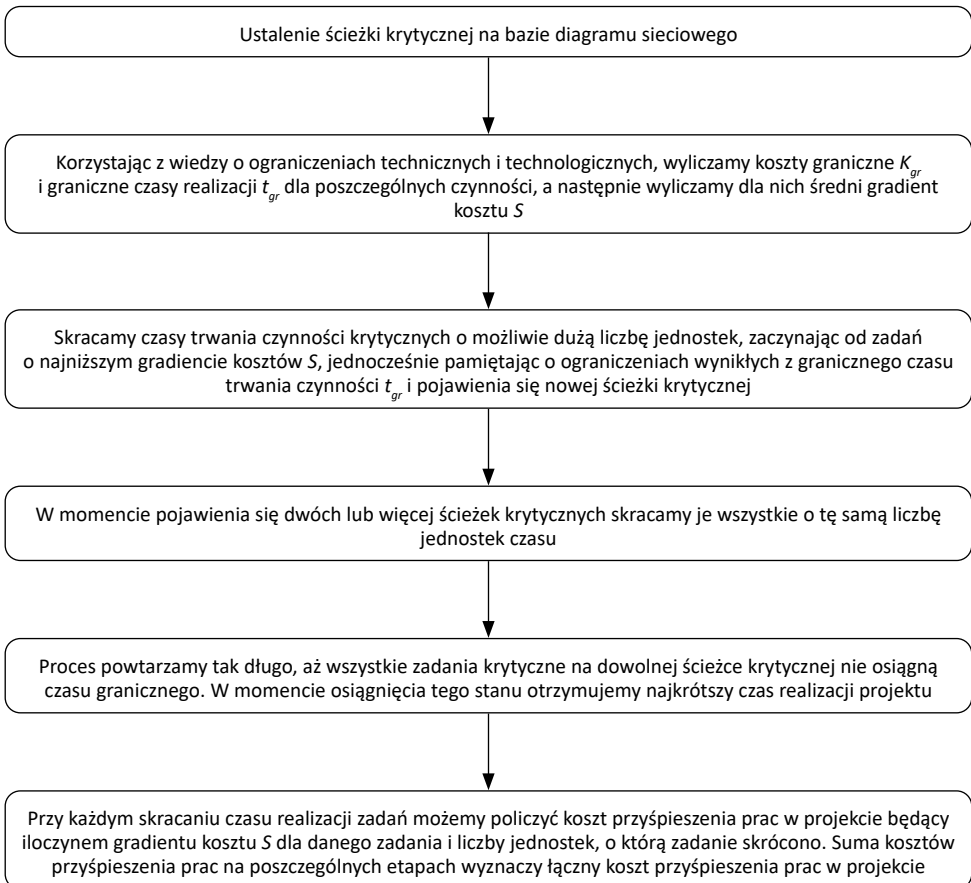 Ustalenie ścieżki krytycznej na bazie diagramu sieciowego
Korzystając z wiedzy o ograniczeniach technicznych i technologicznych, wyliczamy koszty graniczne K_gr
i graniczne czasy realizacji t_gr dla poszczególnych czynności, a następnie wyliczamy dla nich średni gradient
kosztu S
Skracamy czasy trwania czynności krytycznych o możliwie dużą liczbę jednostek, zaczynając od zadań
o najniższym gradiencie kosztów S, jednocześnie pamiętając o ograniczeniach wynikłych z granicznego czasu
trwania czynności t_gr i pojawienia się nowej ścieżki krytycznej
W momencie pojawienia się dwóch lub więcej ścieżek krytycznych skracamy je wszystkie o tę samą liczbę
jednostek czasu
Proces powtarzamy tak długo, aż wszystkie zadania krytyczne na dowolnej ścieżce krytycznej nie osiągną
czasu granicznego. W momencie osiągnięcia tego stanu otrzymujemy najkrótszy czas realizacji projektu
Przy każdym skracaniu czasu realizacji zadań możemy policzyć koszt przyśpieszenia prac w projekcie będący
iloczynem gradientu kosztu S dla danego zadania i liczby jednostek, o którą zadanie skrócono. Suma kosztów
przyśpieszenia prac na poszczególnych etapach wyznaczy łączny koszt przyśpieszenia prac w projekcie